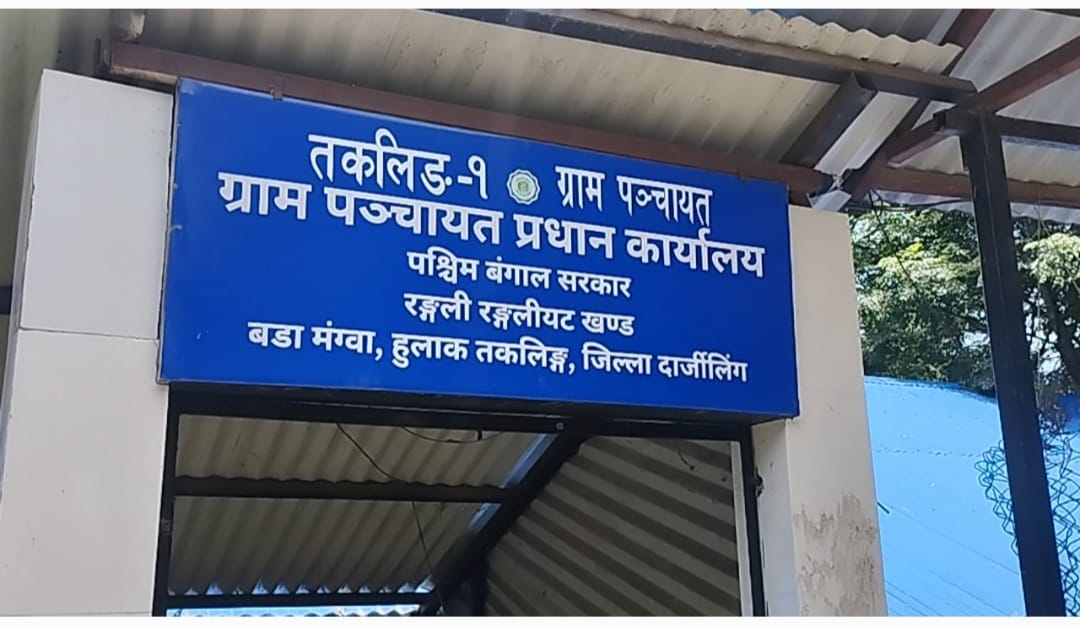 तकलिङ-१ ग्राम पञ्चायत
ग्राम पञ्चायत प्रधान कार्यालय
पश्चिम बंगाल सरकार
रङ्गली रङ्गलीयट खण्ड
बडा मंग्वा, हुलाक तकलिङ्ग, जिल्ला दार्जीलिंग